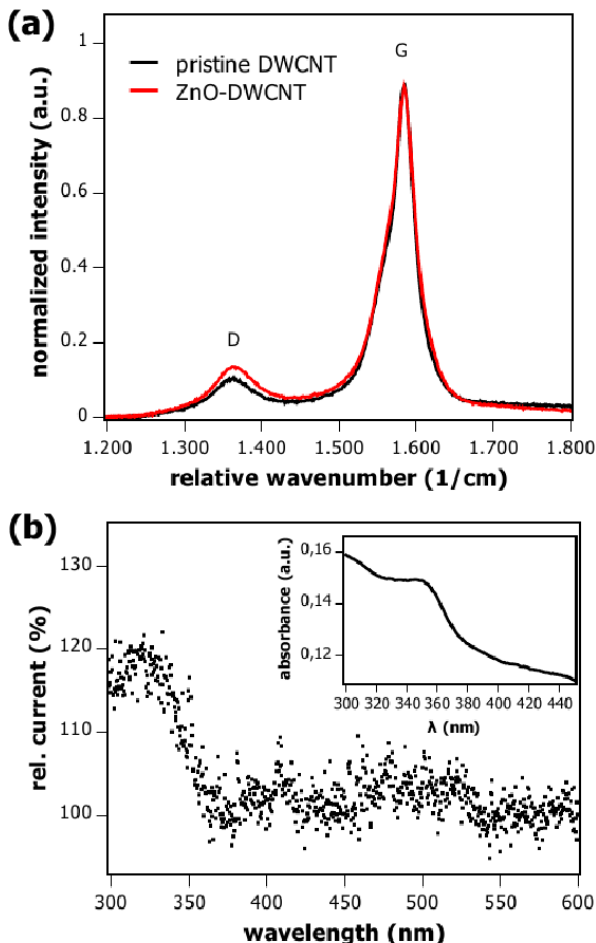 (a)
1
0.8
0.6
0.4
0.2
0
normalized intensity (a.u.)
pristine DWCNT
ZnO-DWCNT
G
D
1.200 1.300 1.400 1.500 1.600 1.700 1.800
relative wavenumber (1/cm)
(b)
130
120
110
100
rel. current (%)
0,16
0,14
0,12
absorbance (a.u.)
300 320 340 360 380 400 420 440
λ (nm)
300 350 400 450 500 550 600
wavelength (nm)